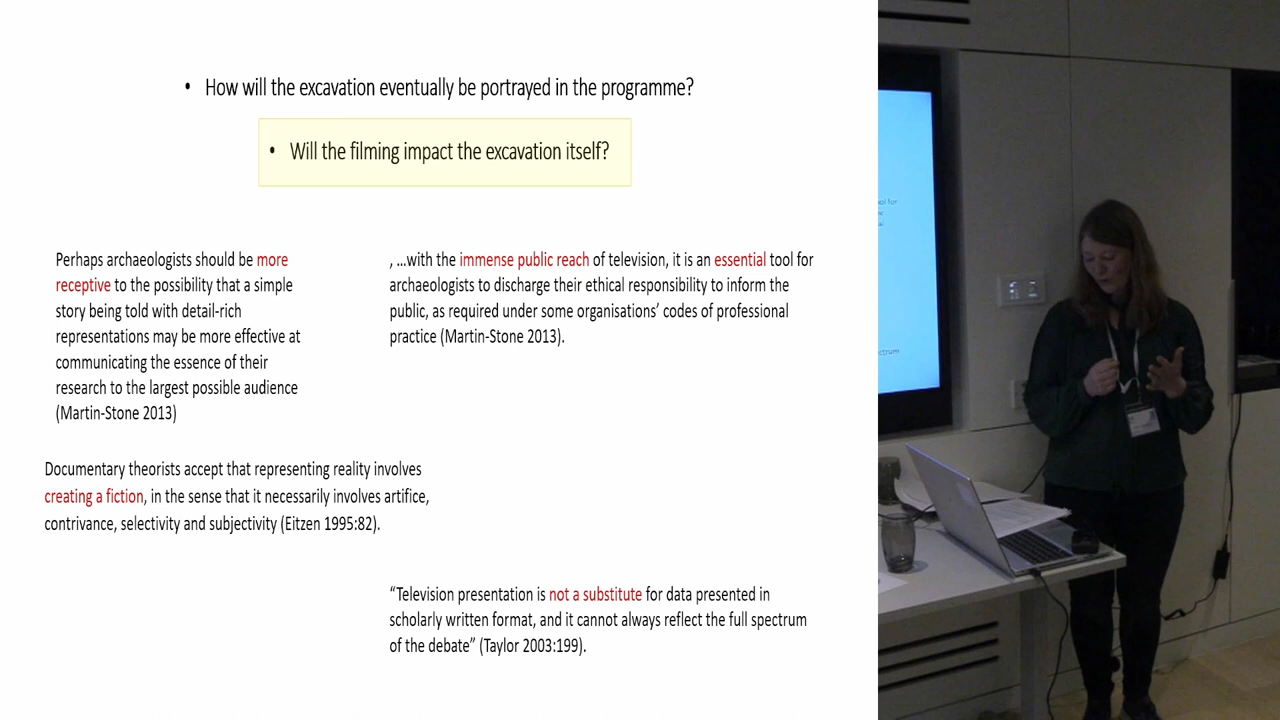 • How will the excavation eventually be portrayed in the programme?
• Will the filming impact the excavation itself?
Perhaps archaeologists should be more
receptive to the possibility that a simple
story being told with detail-rich
representations may be more effective at
communicating the essence of their
research to the largest possible audience
(Martin-Stone 2013)
, …with the immense public reach of television, it is an essential tool for
archaeologists to discharge their ethical responsibility to inform the
public, as required under some organisations’ codes of professional
practice (Martin-Stone 2013).
Documentary theorists accept that representing reality involves
creating a fiction, in the sense that it necessarily involves artifice,
contrivance, selectivity and subjectivity (Eitzen 1995:82).
“Television presentation is not a substitute for data presented in
scholarly written format, and it cannot always reflect the full spectrum
of the debate” (Taylor 2003:199).